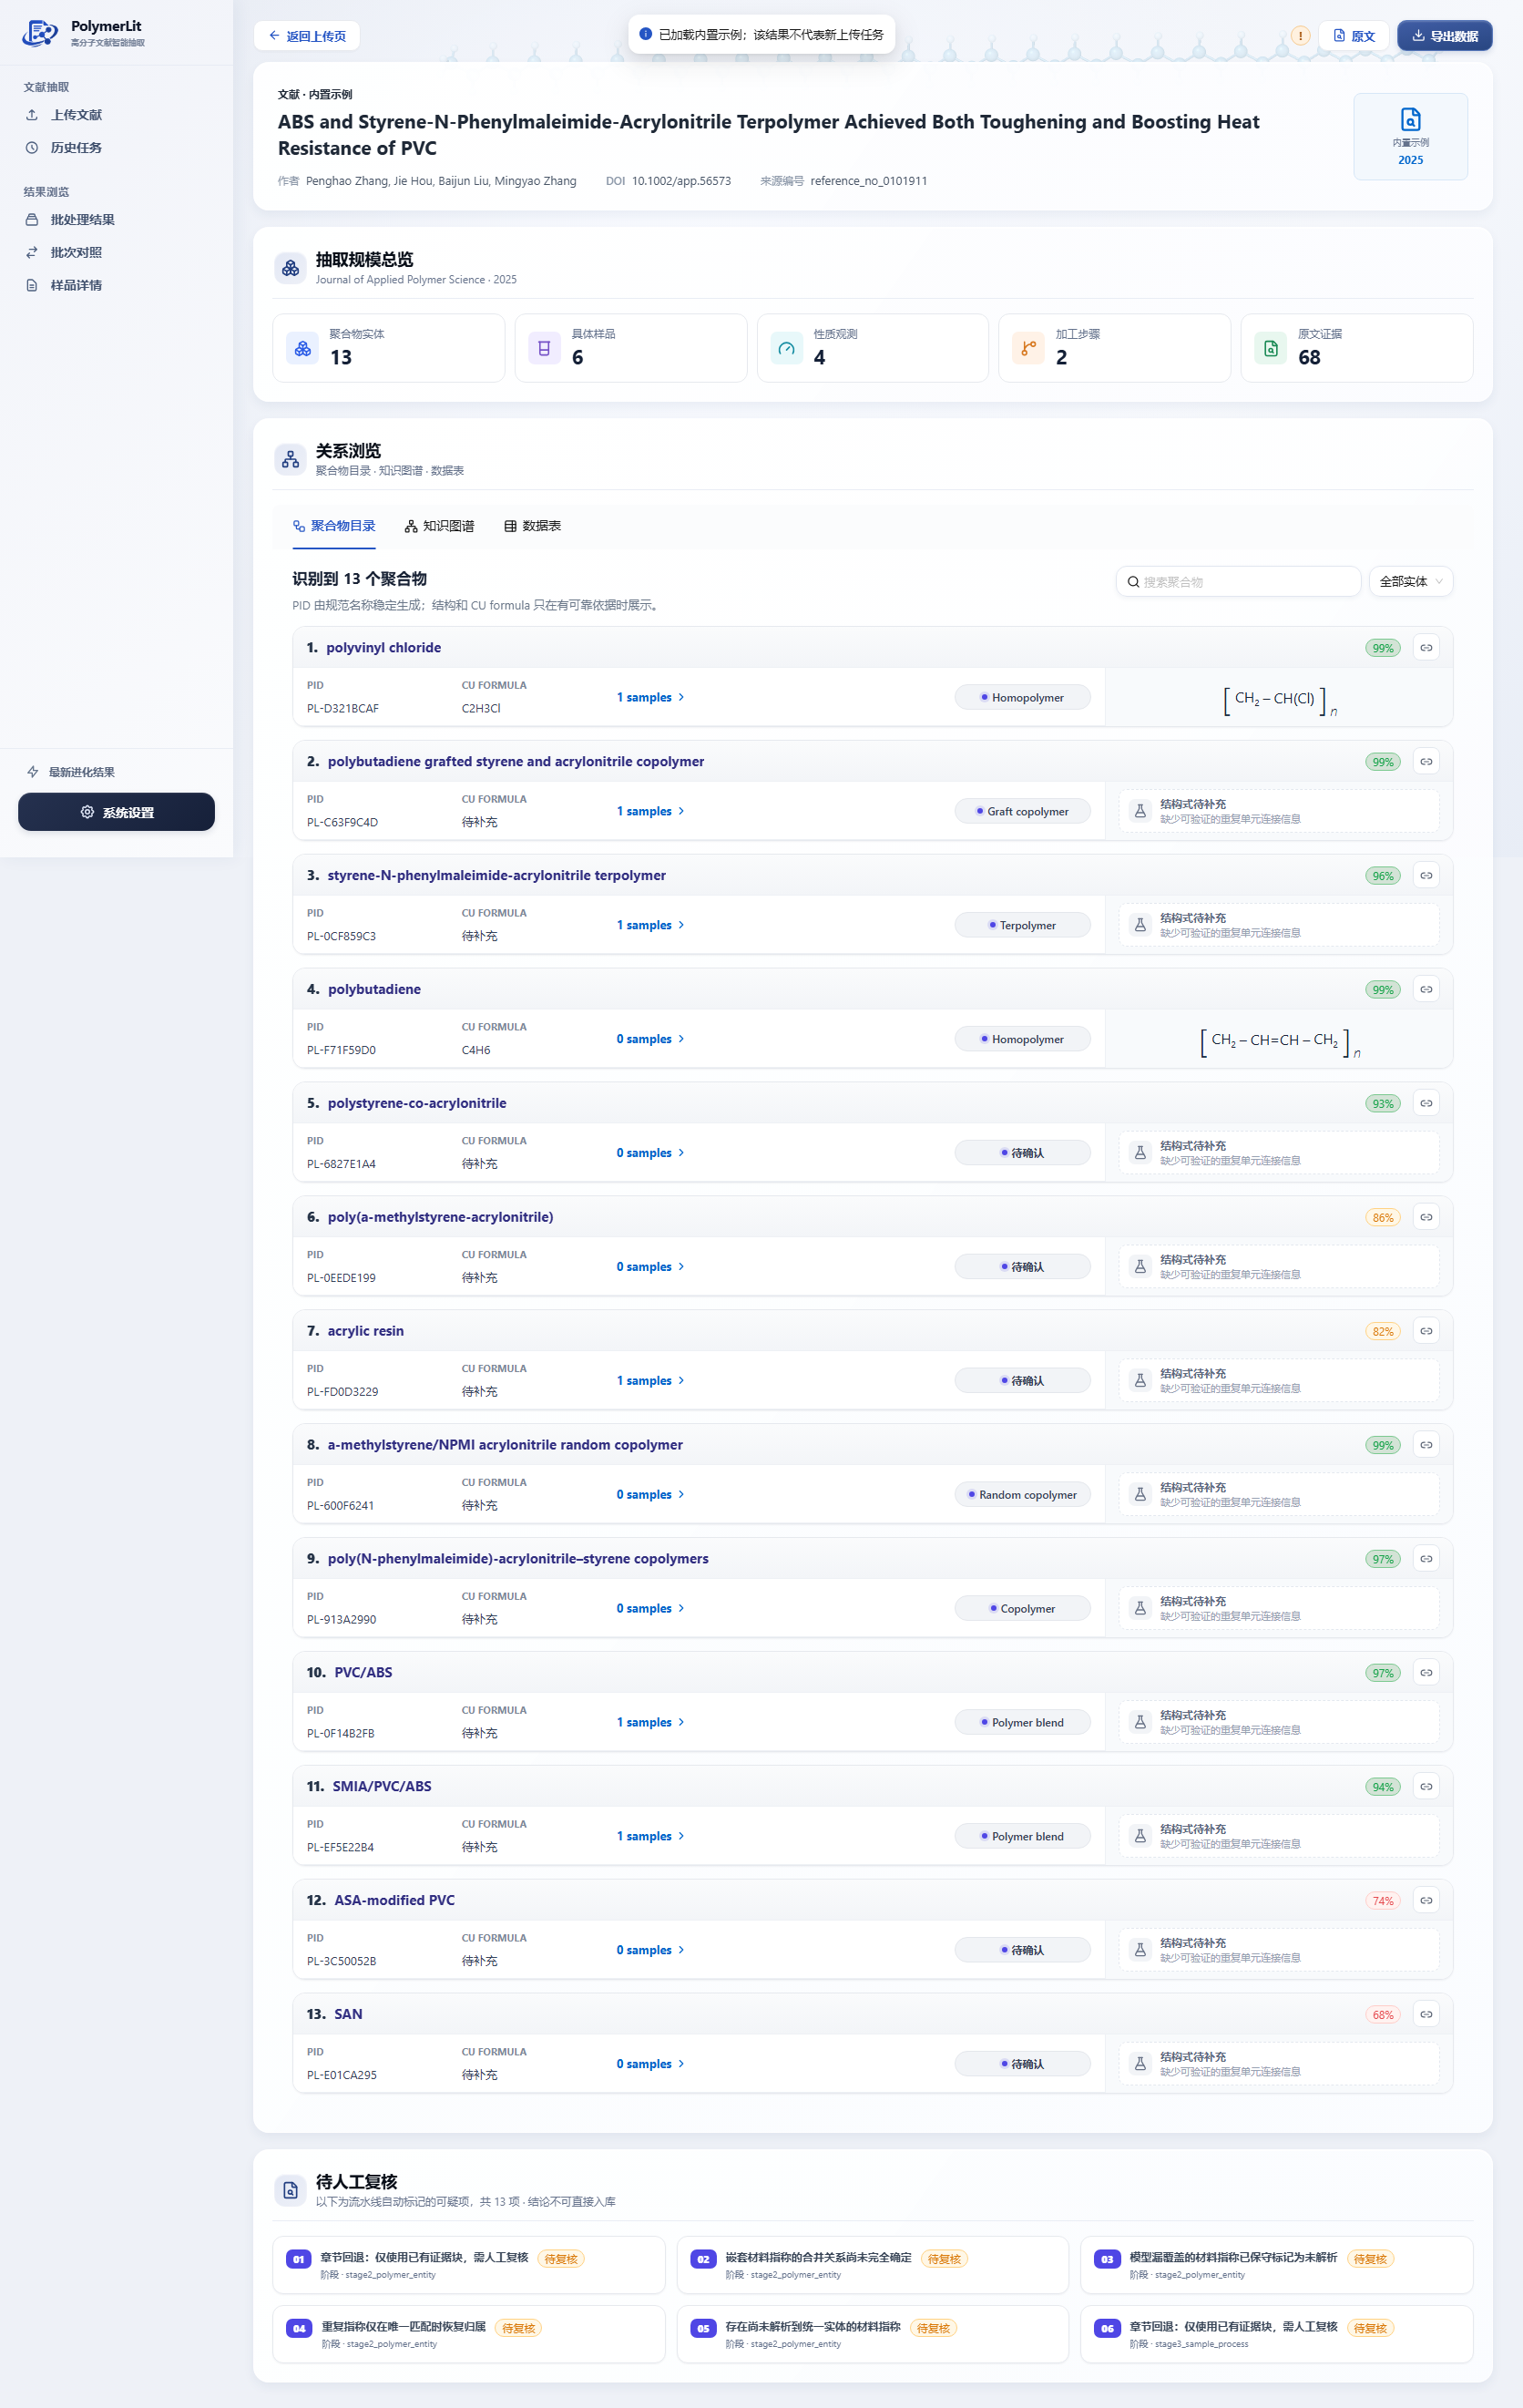 PolymerLit
高分子文献智能抽取
文献抽取
上传文献
历史任务
结果浏览
批处理结果
批次对照
样品详情
最新进化结果
系统设置
返回上传页
已加载内置示例；该结果不代表新上传任务
!
原文
导出数据
文献 · 内置示例
ABS and Styrene-N-Phenylmaleimide-Acrylonitrile Terpolymer Achieved Both Toughening and Boosting Heat
Resistance of PVC
作者 Penghao Zhang, Jie Hou, Baijun Liu, Mingyao Zhang DOI 10.1002/app.56573 来源编号 reference_no_0101911
内置示例
2025
抽取规模总览
Journal of Applied Polymer Science · 2025
聚合物实体
13
具体样品
6
性质观测
4
加工步骤
2
原文证据
68
关系浏览
聚合物目录 · 知识图谱 · 数据表
聚合物目录 知识图谱 数据表
识别到 13 个聚合物
PID 由规范名称稳定生成；结构和 CU formula 只在有可靠依据时展示。
搜索聚合物
全部实体
1. polyvinyl chloride 99%
PID CU FORMULA
PL-D321BCAF C2H3Cl
1 samples
Homopolymer
[ CH2 – CH(Cl) ] n
2. polybutadiene grafted styrene and acrylonitrile copolymer 99%
PID CU FORMULA
PL-C63F9C4D 待补充
1 samples
Graft copolymer
结构式待补充
缺少可验证的重复单元连接信息
3. styrene-N-phenylmaleimide-acrylonitrile terpolymer 96%
PID CU FORMULA
PL-0CF859C3 待补充
1 samples
Terpolymer
结构式待补充
缺少可验证的重复单元连接信息
4. polybutadiene 99%
PID CU FORMULA
PL-F71F59D0 C4H6
0 samples
Homopolymer
[ CH2 – CH=CH – CH2 ] n
5. polystyrene-co-acrylonitrile 93%
PID CU FORMULA
PL-6827E1A4 待补充
0 samples
待确认
结构式待补充
缺少可验证的重复单元连接信息
6. poly(a-methylstyrene-acrylonitrile) 86%
PID CU FORMULA
PL-0EEDE199 待补充
0 samples
待确认
结构式待补充
缺少可验证的重复单元连接信息
7. acrylic resin 82%
PID CU FORMULA
PL-FD0D3229 待补充
1 samples
待确认
结构式待补充
缺少可验证的重复单元连接信息
8. a-methylstyrene/NPMI acrylonitrile random copolymer 99%
PID CU FORMULA
PL-600F6241 待补充
0 samples
Random copolymer
结构式待补充
缺少可验证的重复单元连接信息
9. poly(N-phenylmaleimide)-acrylonitrile–styrene copolymers 97%
PID CU FORMULA
PL-913A2990 待补充
0 samples
Copolymer
结构式待补充
缺少可验证的重复单元连接信息
10. PVC/ABS 97%
PID CU FORMULA
PL-0F14B2FB 待补充
1 samples
Polymer blend
结构式待补充
缺少可验证的重复单元连接信息
11. SMIA/PVC/ABS 94%
PID CU FORMULA
PL-EF5E22B4 待补充
1 samples
Polymer blend
结构式待补充
缺少可验证的重复单元连接信息
12. ASA-modified PVC 74%
PID CU FORMULA
PL-3C50052B 待补充
0 samples
待确认
结构式待补充
缺少可验证的重复单元连接信息
13. SAN 68%
PID CU FORMULA
PL-E01CA295 待补充
0 samples
待确认
结构式待补充
缺少可验证的重复单元连接信息
待人工复核
以下为流水线自动标记的可疑项，共 13 项 · 结论不可直接入库
01 章节回退：仅使用已有证据块，需人工复核 待复核
阶段 · stage2_polymer_entity
02 嵌套材料指称的合并关系尚未完全确定 待复核
阶段 · stage2_polymer_entity
03 模型漏覆盖的材料指称已保守标记为未解析 待复核
阶段 · stage2_polymer_entity
04 重复指称仅在唯一匹配时恢复归属 待复核
阶段 · stage2_polymer_entity
05 存在尚未解析到统一实体的材料指称 待复核
阶段 · stage2_polymer_entity
06 章节回退：仅使用已有证据块，需人工复核 待复核
阶段 · stage3_sample_process